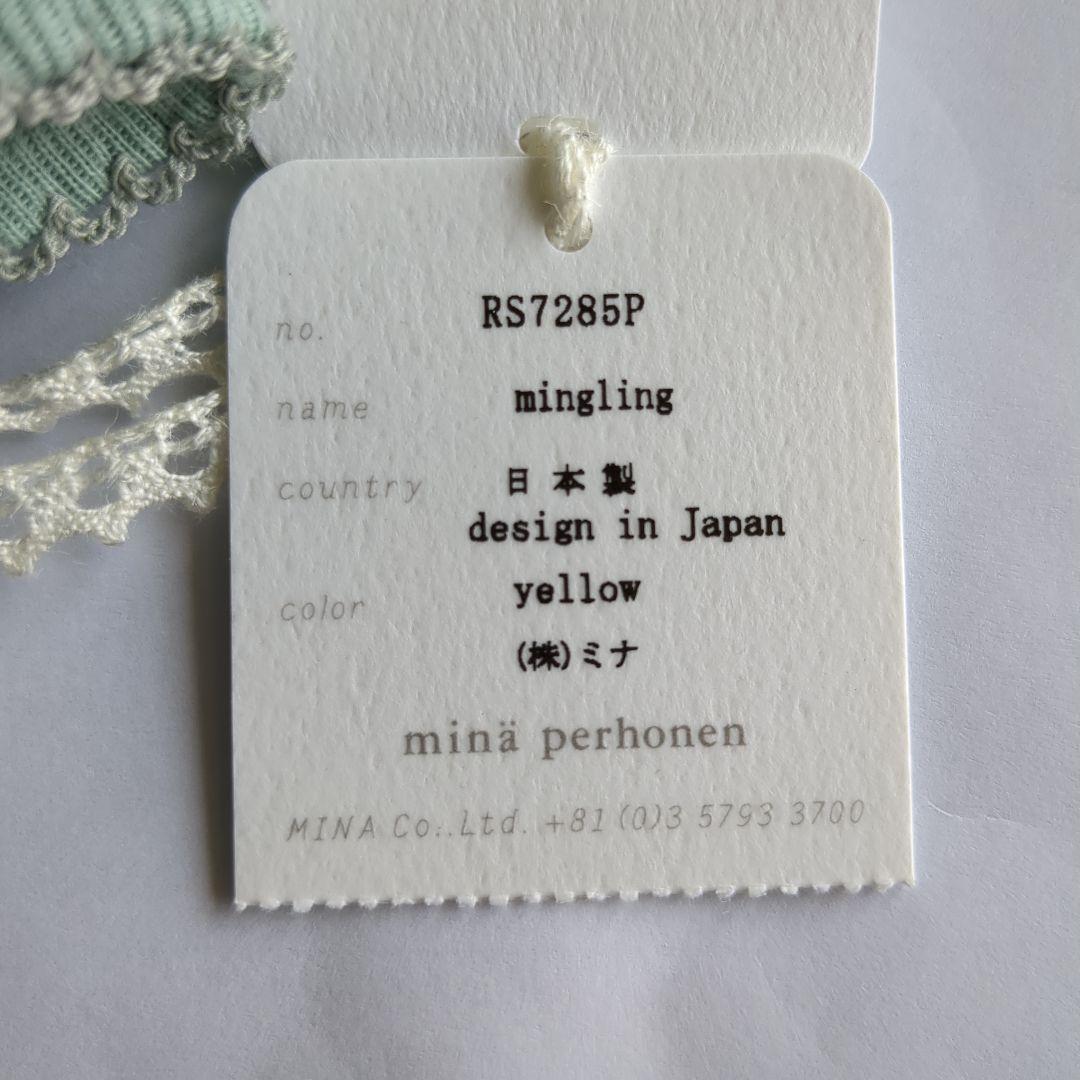 no. RS7285P
name mingling
country 日本製
design in Japan
color yellow
(株)ミナ
minä perhonen
MINA Co.,Ltd. +81(0)3 5793 3700